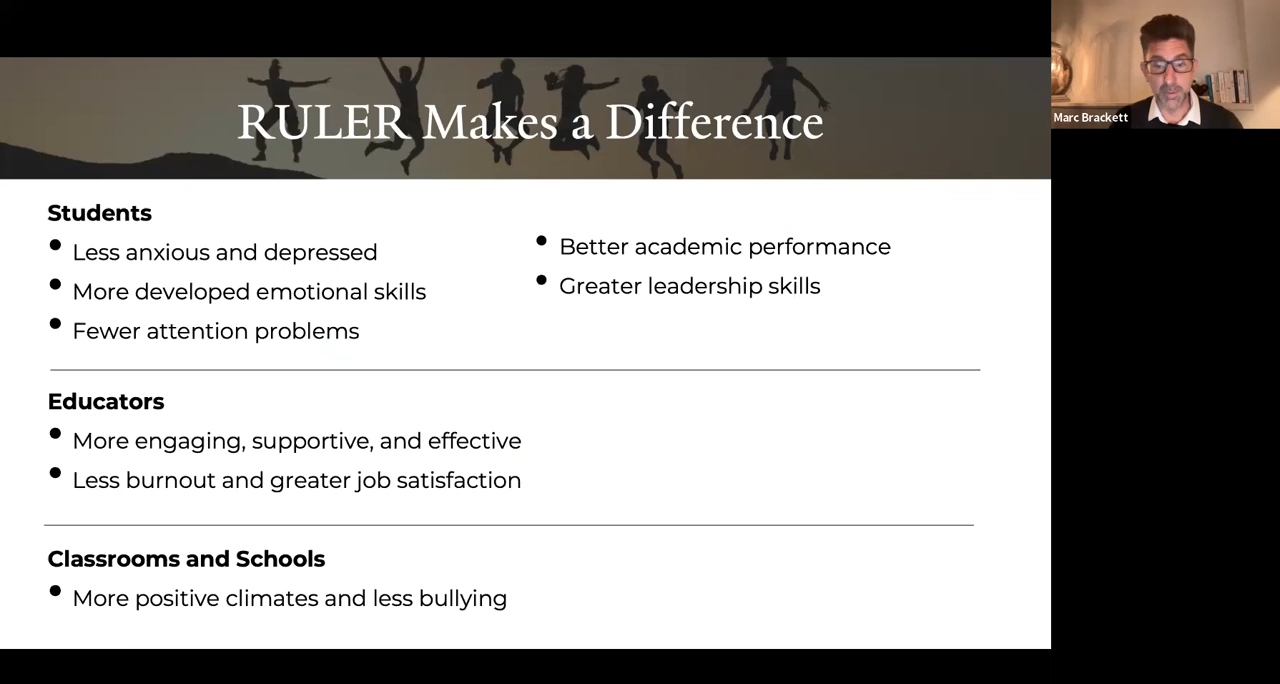 RULER Makes a Difference
Marc Brackett
Students
Less anxious and depressed
More developed emotional skills
Fewer attention problems
Better academic performance
Greater leadership skills
Educators
More engaging, supportive, and effective
Less burnout and greater job satisfaction
Classrooms and Schools
More positive climates and less bullying